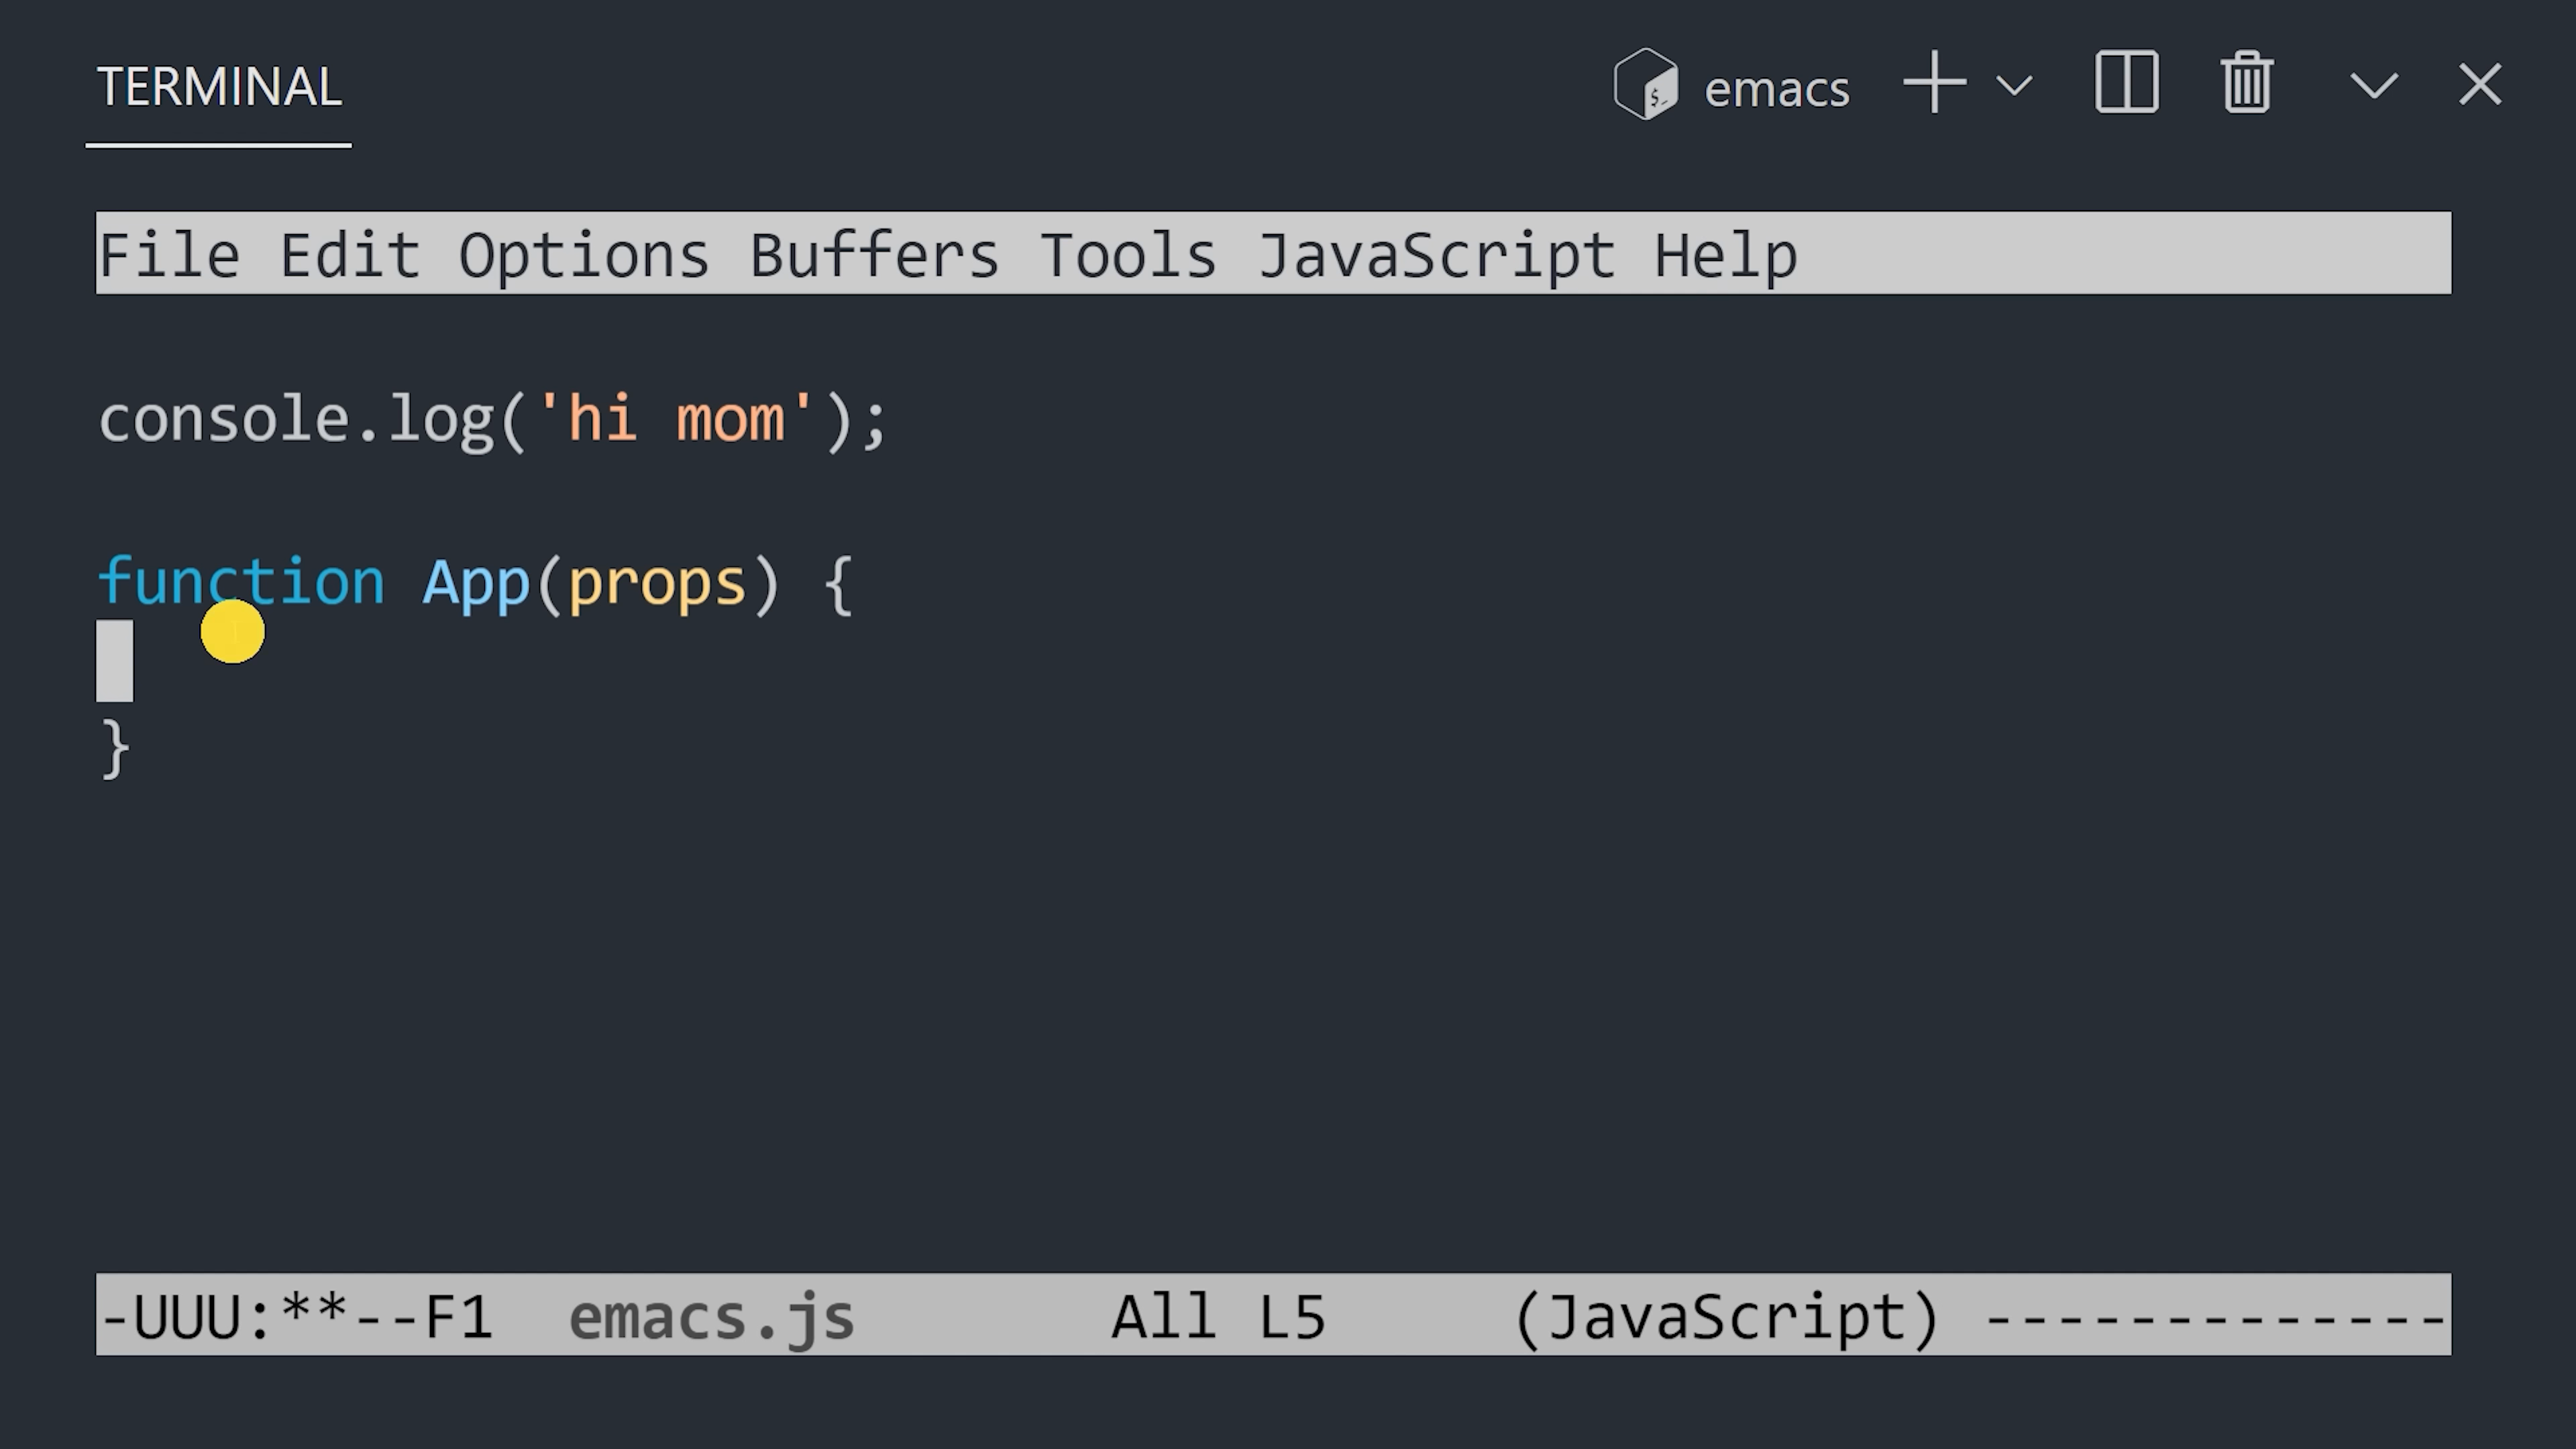 TERMINAL
emacs
File Edit Options Buffers Tools JavaScript Help
console.log('hi mom');
function App(props) {
}
-UUU:**--F1  emacs.js       All L5     (JavaScript) -------------